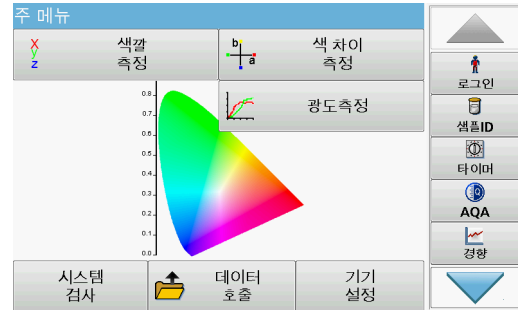 주 메뉴
X
y
z
색깔
측정
b
a
색 차이
측정
광도측정
0.8
0.7
0.6
0.5
0.4
0.3
0.2
0.1
0.0
시스템
검사
데이터
호출
기기
설정
로그인
샘플ID
타이머
AQA
경향